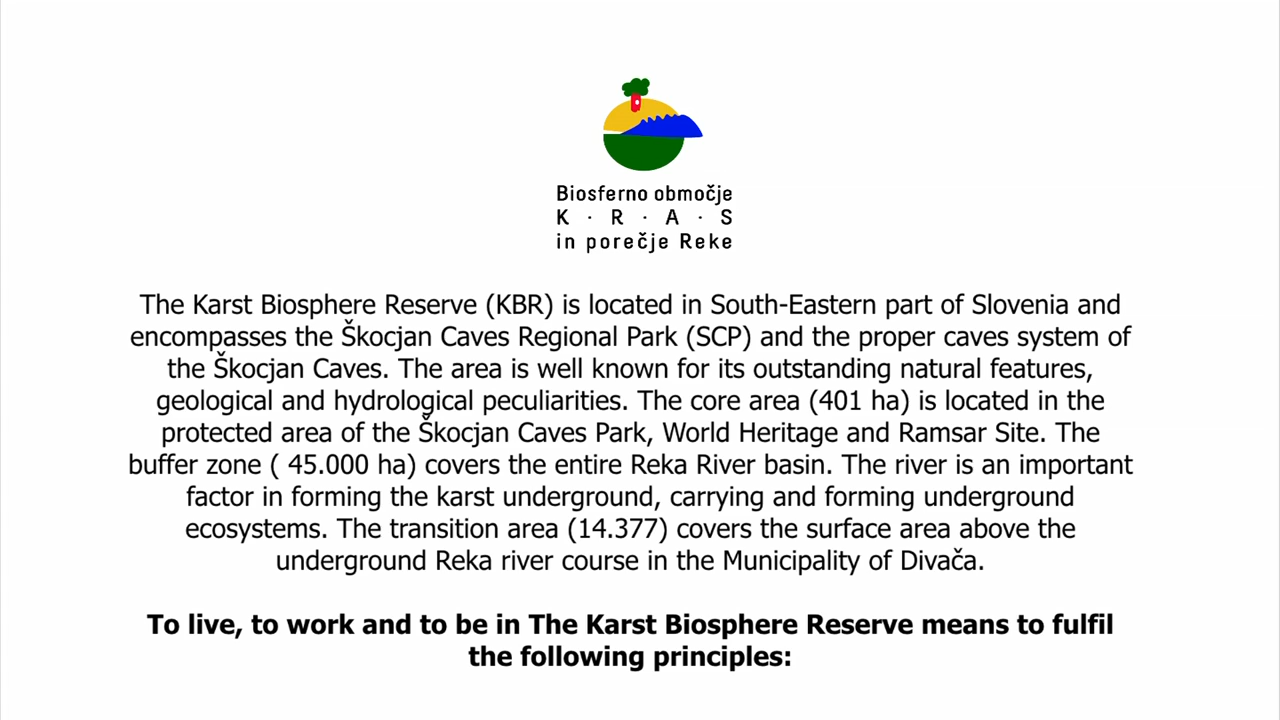 Biosferno območje
K · R · A · S
in porečje Reke
The Karst Biosphere Reserve (KBR) is located in South-Eastern part of Slovenia and
encompasses the Škocjan Caves Regional Park (SCP) and the proper caves system of
the Škocjan Caves. The area is well known for its outstanding natural features,
geological and hydrological peculiarities. The core area (401 ha) is located in the
protected area of the Škocjan Caves Park, World Heritage and Ramsar Site. The
buffer zone ( 45.000 ha) covers the entire Reka River basin. The river is an important
factor in forming the karst underground, carrying and forming underground
ecosystems. The transition area (14.377) covers the surface area above the
underground Reka river course in the Municipality of Divača.
To live, to work and to be in The Karst Biosphere Reserve means to fulfil
the following principles: